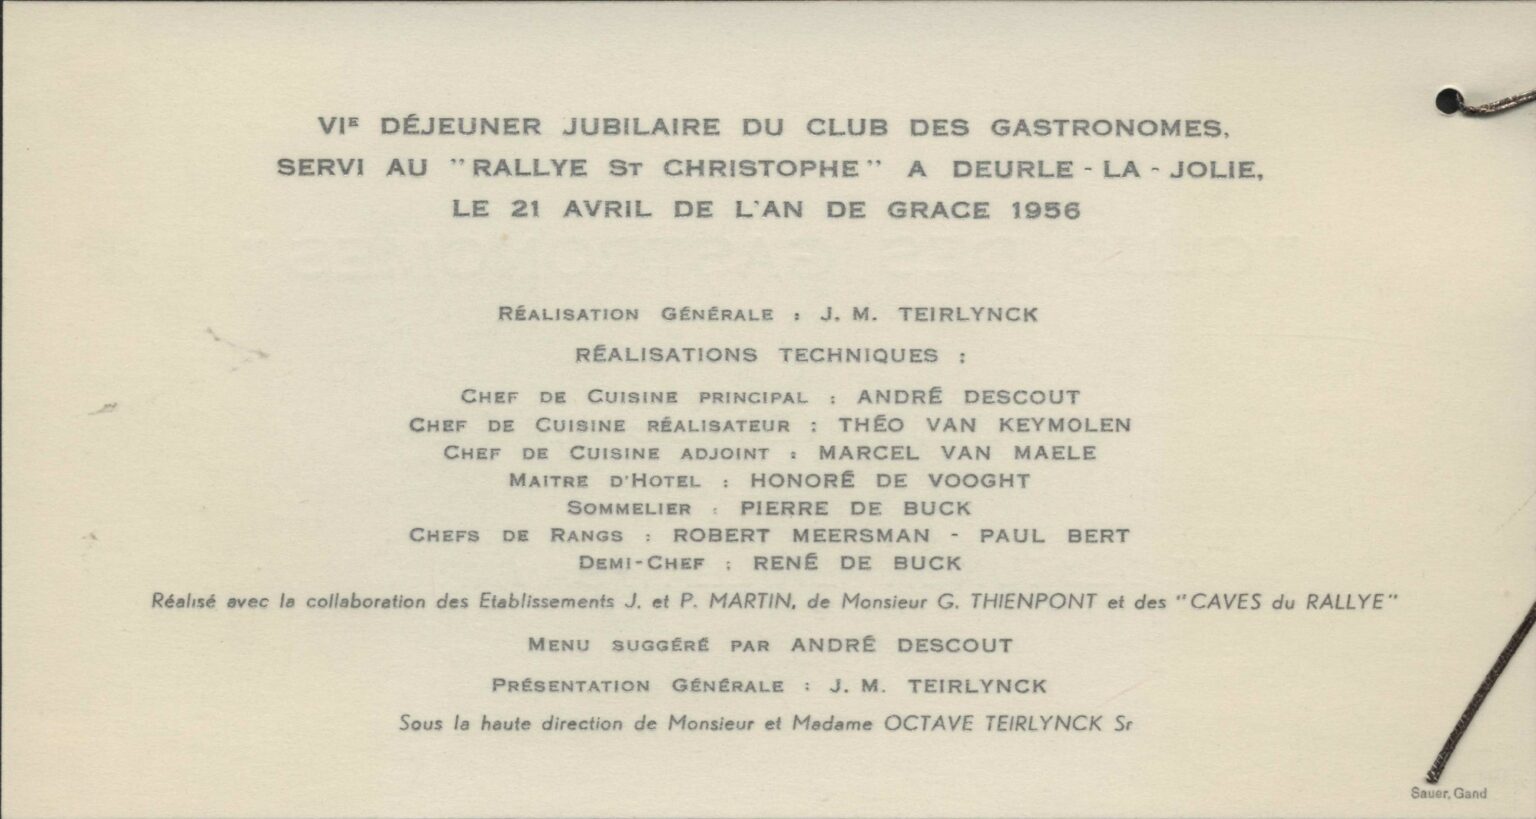 VIE DÉJEUNER JUBILAIRE DU CLUB DES GASTRONOMES,
SERVI AU "RALLYE ST CHRISTOPHE" A DEURLE - LA - JOLIE,
LE 21 AVRIL DE L'AN DE GRACE 1956
RÉALISATION GÉNÉRALE : J. M. TEIRLYNCK
RÉALISATIONS TECHNIQUES :
CHEF DE CUISINE PRINCIPAL : ANDRÉ DESCOUT
CHEF DE CUISINE RÉALISATEUR : THÉO VAN KEYMOLEN
CHEF DE CUISINE ADJOINT : MARCEL VAN MAELE
MAITRE D'HOTEL : HONORÉ DE VOOGHT
SOMMELIER : PIERRE DE BUCK
CHEFS DE RANGS : ROBERT MEERSMAN - PAUL BERT
DEMI-CHEF : RENÉ DE BUCK
Réalisé avec la collaboration des Etablissements J. et P. MARTIN, de Monsieur G. THIENPONT et des "CAVES du RALLYE"
MENU SUGGÉRÉ PAR ANDRÉ DESCOUT
PRÉSENTATION GÉNÉRALE : J. M. TEIRLYNCK
Sous la haute direction de Monsieur et Madame OCTAVE TEIRLYNCK Sr
Sauer, Gand